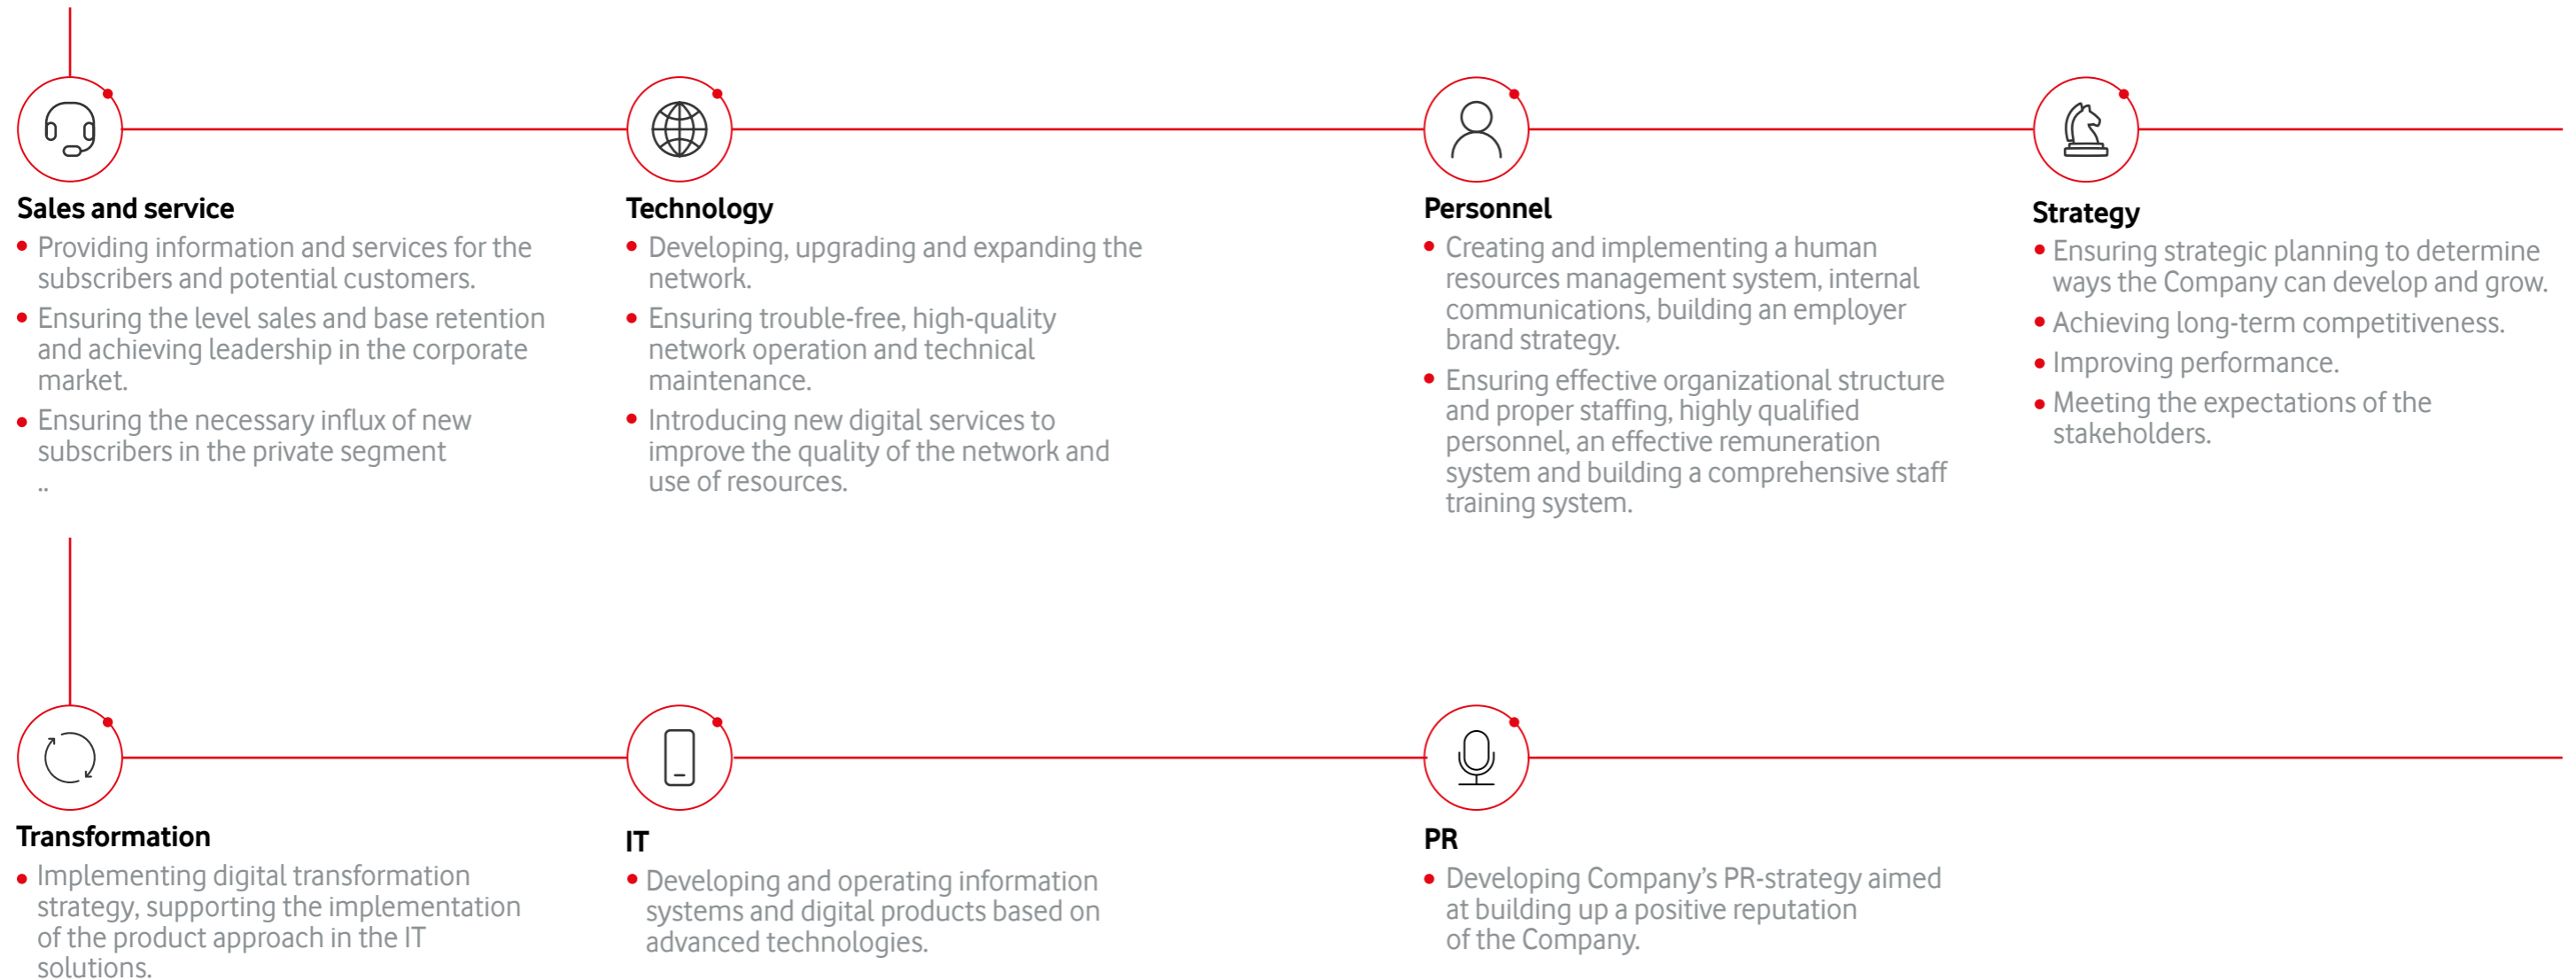 Sales and service
• Providing information and services for the
subscribers and potential customers.
• Ensuring the level sales and base retention
and achieving leadership in the corporate
market.
• Ensuring the necessary influx of new
subscribers in the private segment
..
Technology
• Developing, upgrading and expanding the
network.
• Ensuring trouble-free, high-quality
network operation and technical
maintenance.
• Introducing new digital services to
improve the quality of the network and
use of resources.
Personnel
• Creating and implementing a human
resources management system, internal
communications, building an employer
brand strategy.
• Ensuring effective organizational structure
and proper staffing, highly qualified
personnel, an effective remuneration
system and building a comprehensive staff
training system.
Strategy
• Ensuring strategic planning to determine
ways the Company can develop and grow.
• Achieving long-term competitiveness.
• Improving performance.
• Meeting the expectations of the
stakeholders.
Transformation
• Implementing digital transformation
strategy, supporting the implementation
of the product approach in the IT
solutions.
IT
• Developing and operating information
systems and digital products based on
advanced technologies.
PR
• Developing Company’s PR-strategy aimed
at building up a positive reputation
of the Company.